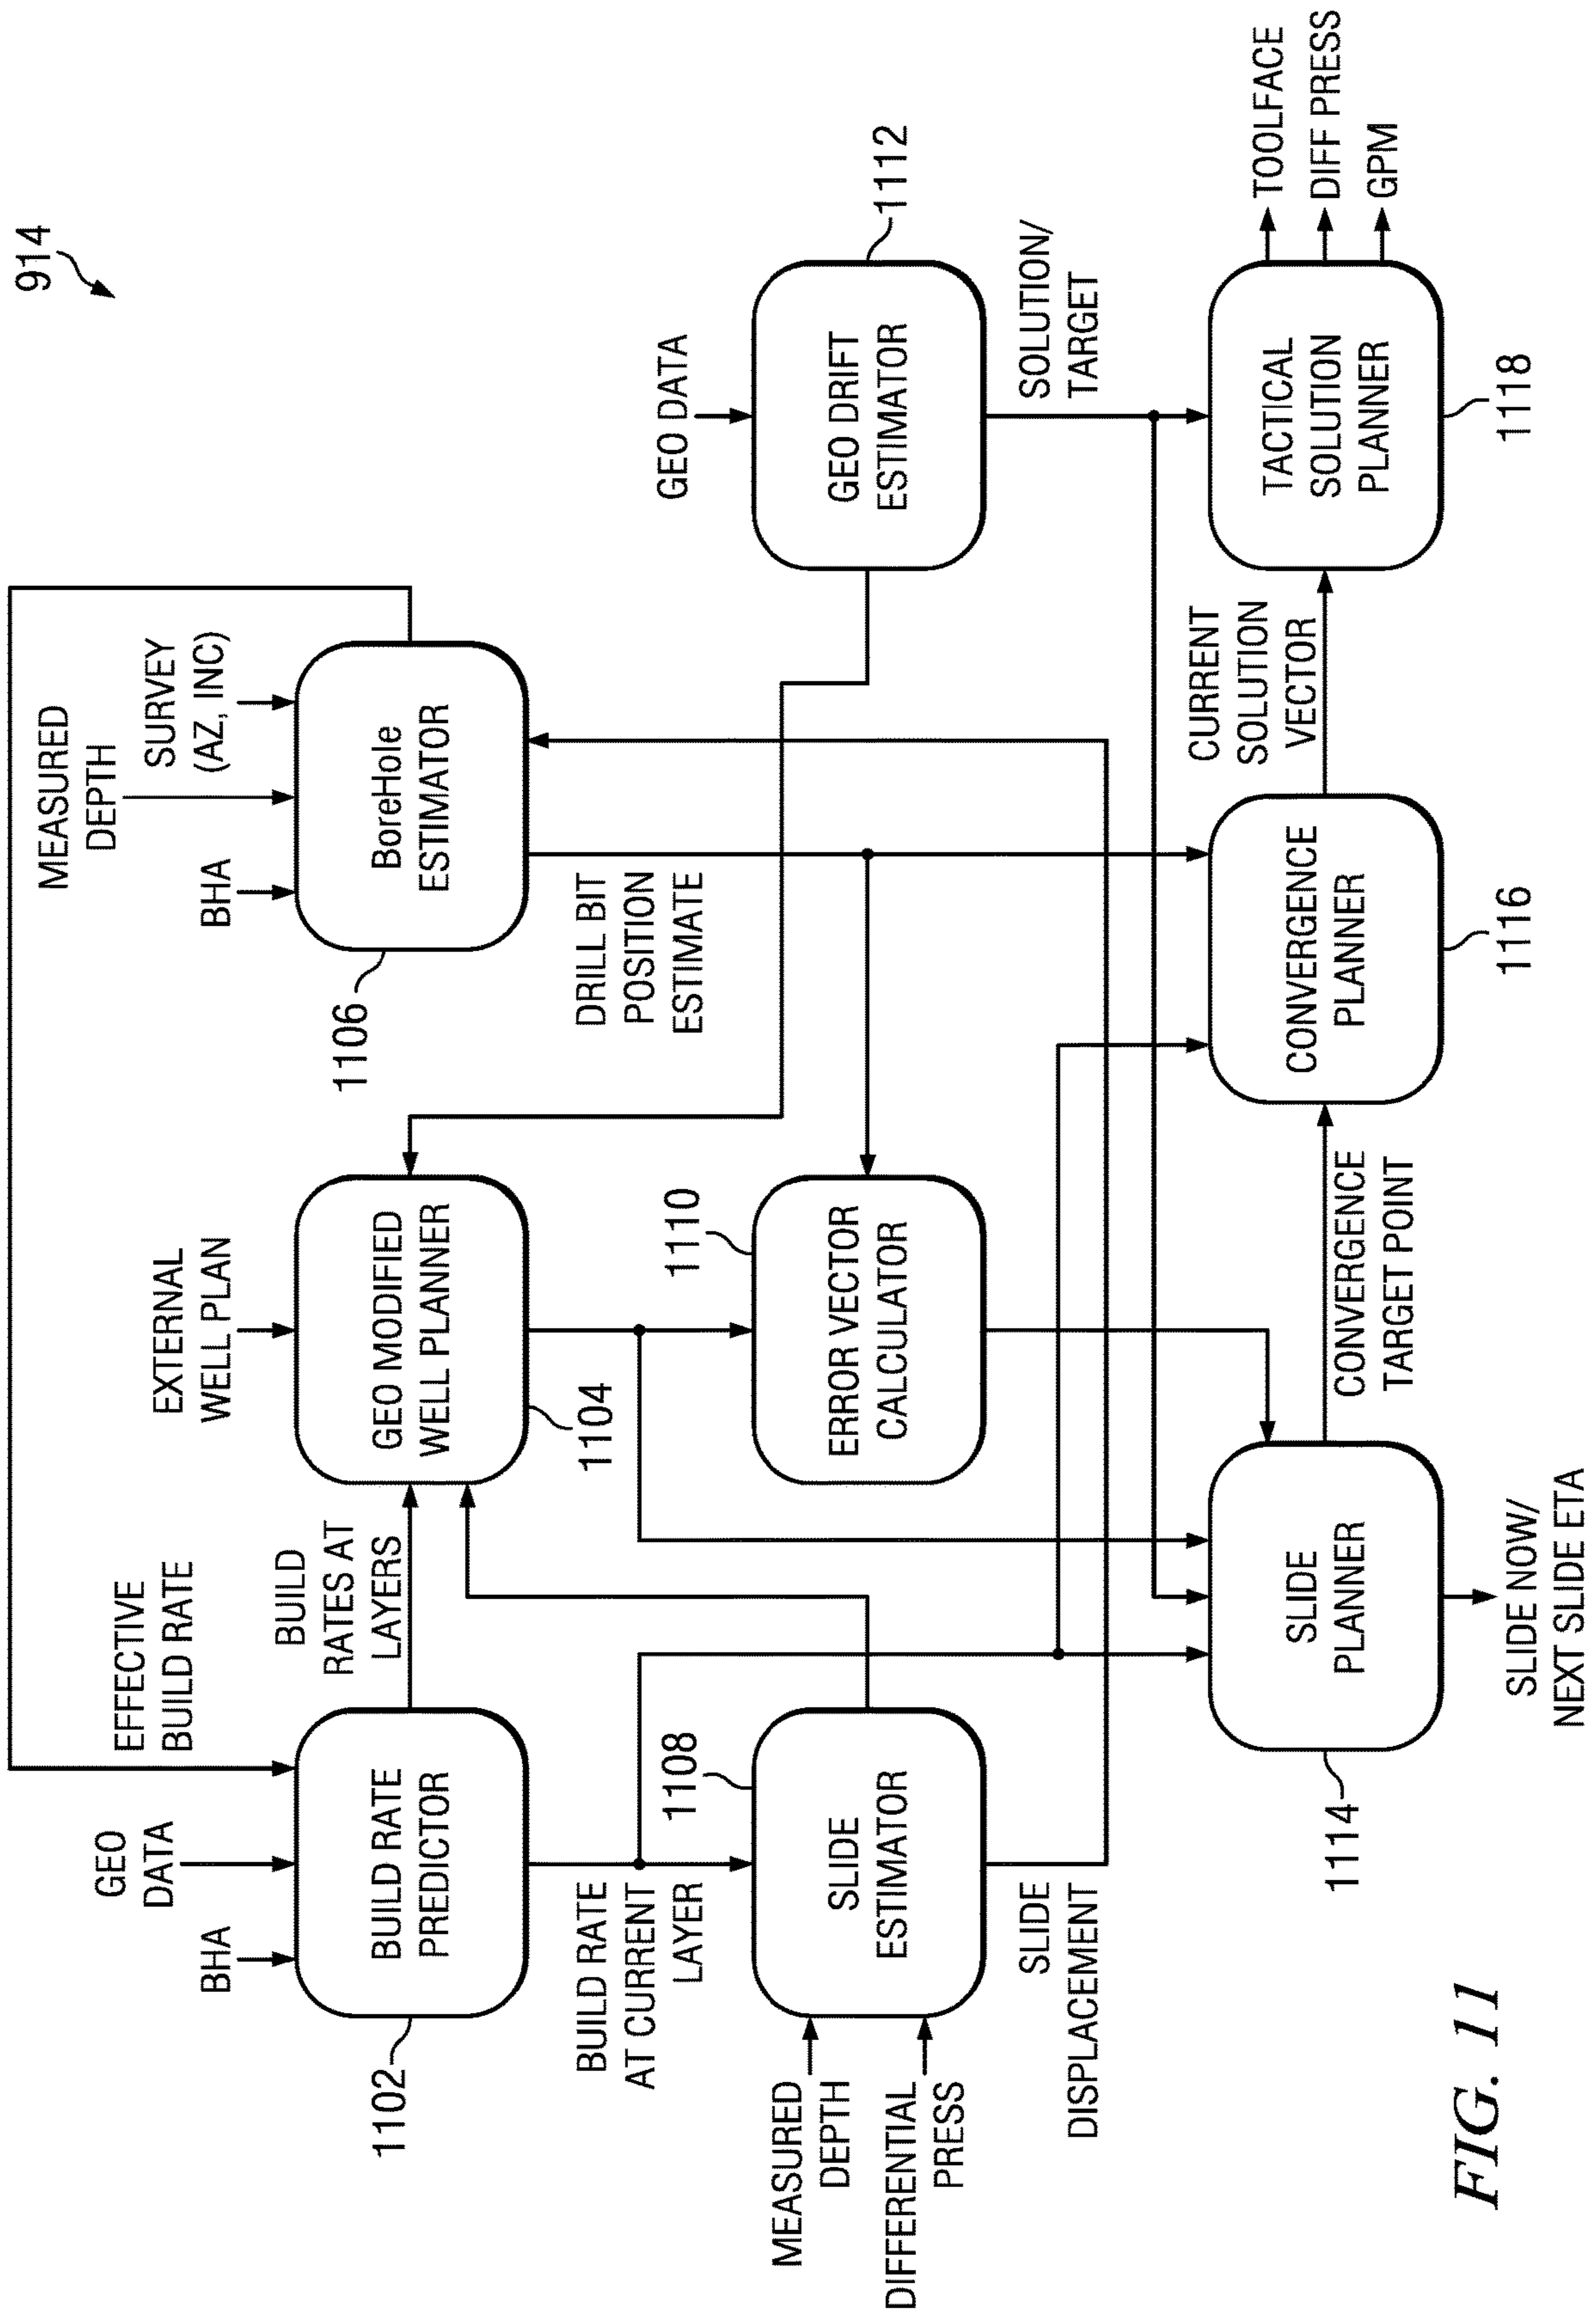 914
MEASURED
DEPTH
SURVEY
(AZ, INC)
BHA
BoreHole
ESTIMATOR
1106
EXTERNAL
WELL PLAN
GEO MODIFIED
WELL PLANNER
1104
EFFECTIVE
BUILD RATE
GEO
DATA
BHA
BUILD RATE
PREDICTOR
1102
BUILD
RATES AT
LAYERS
BUILD RATE
AT CURRENT
LAYER
DRILL BIT
POSITION
ESTIMATE
GEO DATA
GEO DRIFT
ESTIMATOR
1112
ERROR VECTOR
CALCULATOR
1110
SLIDE
ESTIMATOR
1108
MEASURED
DEPTH
DIFFERENTIAL
PRESS
SLIDE
DISPLACEMENT
SOLUTION/
TARGET
SLIDE
PLANNER
1114
SLIDE NOW/
NEXT SLIDE ETA
CONVERGENCE
TARGET POINT
CONVERGENCE
PLANNER
1116
CURRENT
SOLUTION
VECTOR
TACTICAL
SOLUTION
PLANNER
1118
TOOLFACE
DIFF PRESS
GPM
FIG. 11